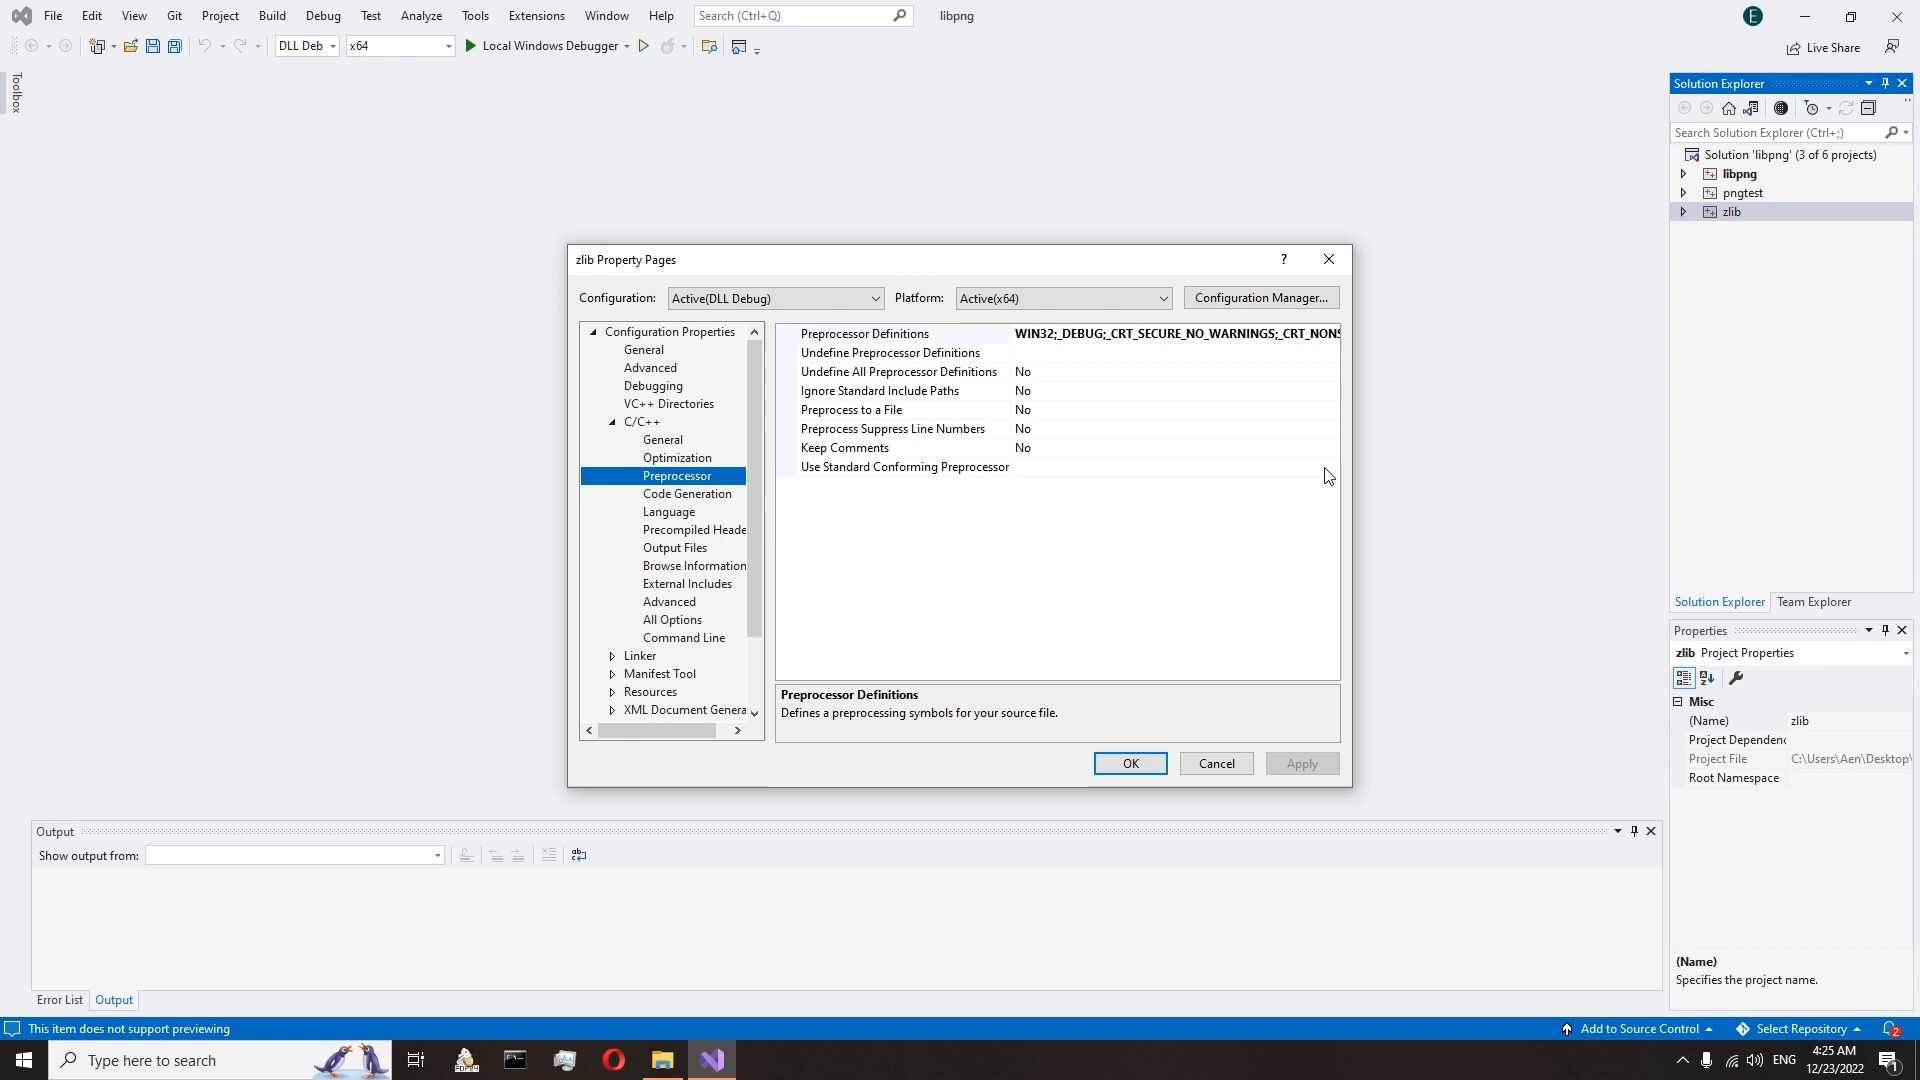 File Edit View Git Project Build Debug Test Analyze Tools Extensions Window Help Search (Ctrl+Q) libpng E
DLL Deb x64 Local Windows Debugger Live Share
Toolbox
Solution Explorer
Search Solution Explorer (Ctrl+;)
Solution 'libpng' (3 of 6 projects)
libpng
pngtest
zlib
Solution Explorer Team Explorer
zlib Property Pages
Configuration: Active(DLL Debug) Platform: Active(x64) Configuration Manager...
Configuration Properties
General
Advanced
Debugging
VC++ Directories
C/C++
General
Optimization
Preprocessor
Code Generation
Language
Precompiled Heade
Output Files
Browse Information
External Includes
Advanced
All Options
Command Line
Linker
Manifest Tool
Resources
XML Document Genera
Preprocessor Definitions WIN32;_DEBUG;_CRT_SECURE_NO_WARNINGS;_CRT_NONS
Undefine Preprocessor Definitions
Undefine All Preprocessor Definitions No
Ignore Standard Include Paths No
Preprocess to a File No
Preprocess Suppress Line Numbers No
Keep Comments No
Use Standard Conforming Preprocessor
Preprocessor Definitions
Defines a preprocessing symbols for your source file.
OK Cancel Apply
Properties
zlib Project Properties
Misc
(Name) zlib
Project Dependenc
Project File C:\Users\Aen\Desktop\
Root Namespace
(Name)
Specifies the project name.
Output
Show output from:
Error List Output
This item does not support previewing Add to Source Control Select Repository 2
Type here to search ENG 4:25 AM
12/23/2022 1